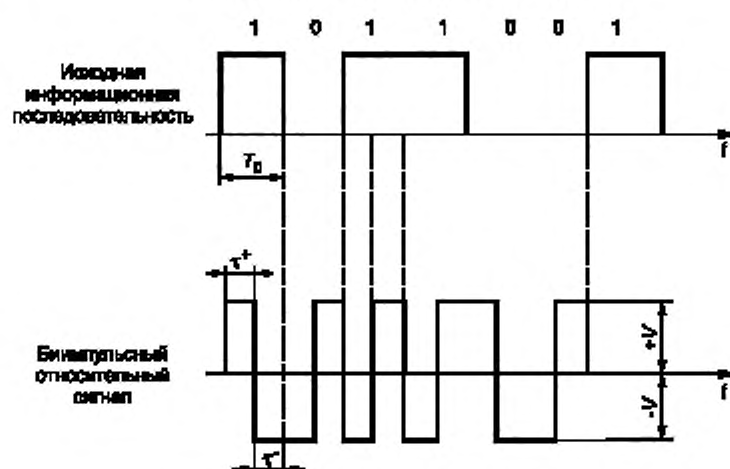 1 0 1 1 0 0 1
Исходная
информационная
последовательность
f
T₀
τ⁺
Биимпульсный
относительный
сигнал
+V
-V
f
τ⁻